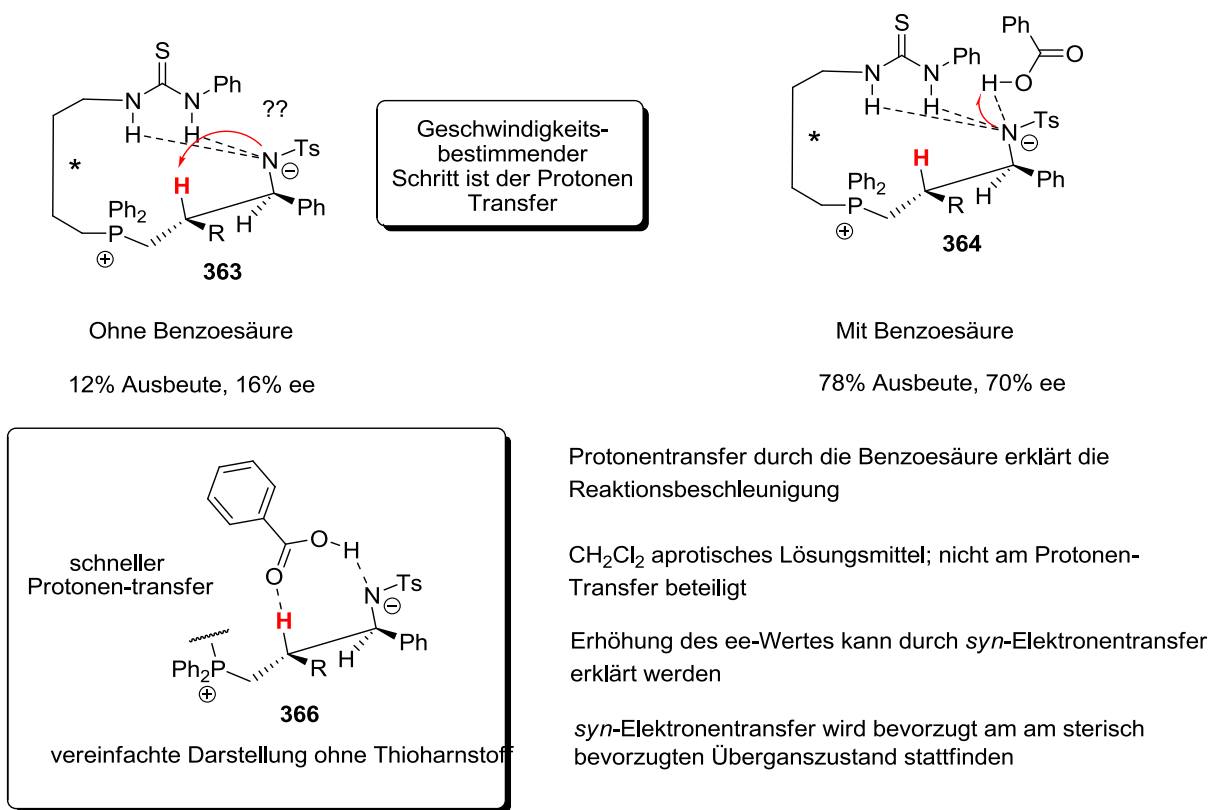 S
Ph
N
N
H
H
??
Ts
N
⊖
H
Ph
Ph2
P
⊕
H
R
363
Geschwindigkeits-
bestimmender
Schritt ist der Protonen
Transfer
S
Ph
N
N
H
H
Ph
O
O
H
Ts
N
⊖
H
Ph
Ph2
P
⊕
H
R
364
*
*
Ohne Benzoesäure
12% Ausbeute, 16% ee
Mit Benzoesäure
78% Ausbeute, 70% ee
schneller
Protonen-transfer
O
H
O
Ts
N
⊖
H
Ph
Ph2P
⊕
H
R
366
vereinfachte Darstellung ohne Thioharnstoff
Protonentransfer durch die Benzoesäure erklärt die
Reaktionsbeschleunigung
CH2Cl2 aprotisches Lösungsmittel; nicht am Protonen-
Transfer beteiligt
Erhöhung des ee-Wertes kann durch syn-Elektronentransfer
erklärt werden
syn-Elektronentransfer wird bevorzugt am am sterisch
bevorzugten Überganszustand stattfinden